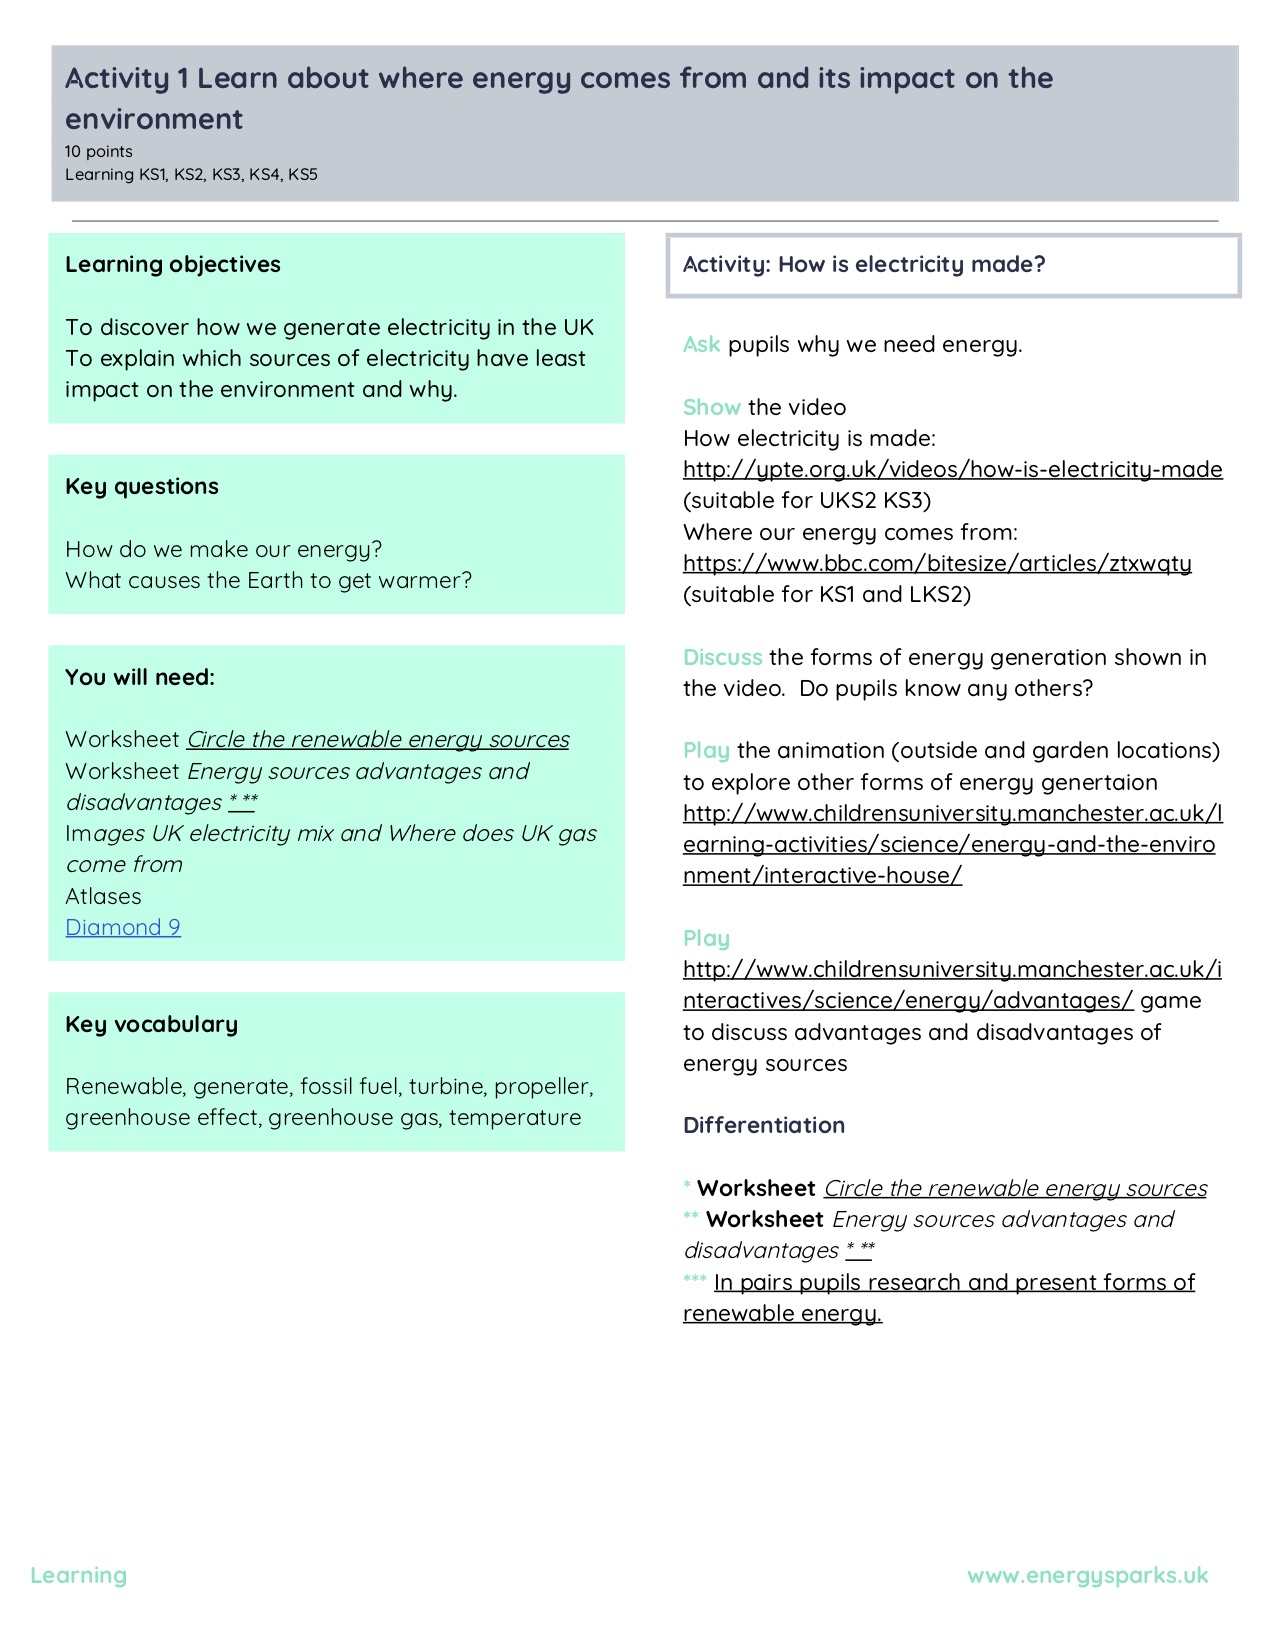 Activity 1 Learn about where energy comes from and its impact on the
environment
10 points
Learning KS1, KS2, KS3, KS4, KS5
Learning objectives
To discover how we generate electricity in the UK
To explain which sources of electricity have least
impact on the environment and why.
Key questions
How do we make our energy?
What causes the Earth to get warmer?
You will need:
Worksheet Circle the renewable energy sources
Worksheet Energy sources advantages and
disadvantages * **
Images UK electricity mix and Where does UK gas
come from
Atlases
Diamond 9
Key vocabulary
Renewable, generate, fossil fuel, turbine, propeller,
greenhouse effect, greenhouse gas, temperature
Activity: How is electricity made?
Ask pupils why we need energy.
Show the video
How electricity is made:
http://ypte.org.uk/videos/how-is-electricity-made
(suitable for UKS2 KS3)
Where our energy comes from:
https://www.bbc.com/bitesize/articles/ztxwqty
(suitable for KS1 and LKS2)
Discuss the forms of energy generation shown in
the video.  Do pupils know any others?
Play the animation (outside and garden locations)
to explore other forms of energy genertaion
http://www.childrensuniversity.manchester.ac.uk/l
earning-activities/science/energy-and-the-enviro
nment/interactive-house/
Play
http://www.childrensuniversity.manchester.ac.uk/i
nteractives/science/energy/advantages/ game
to discuss advantages and disadvantages of
energy sources
Differentiation
* Worksheet Circle the renewable energy sources
** Worksheet Energy sources advantages and
disadvantages * **
*** In pairs pupils research and present forms of
renewable energy.
Learning
www.energysparks.uk